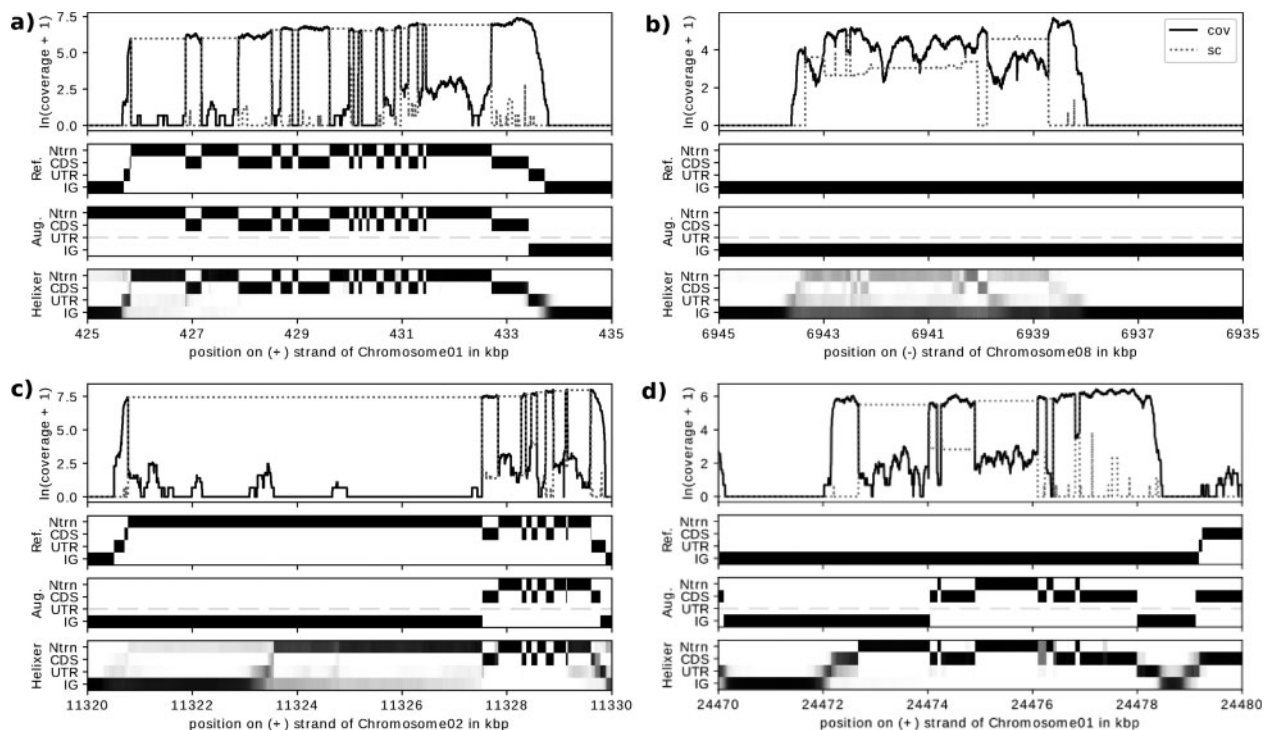 a)
ln(coverage + 1)
7.5
5.0
2.5
0.0
Ref.
Ntrn
CDS
UTR
IG
Aug.
Ntrn
CDS
UTR
IG
Helixer
Ntrn
CDS
UTR
IG
425 427 429 431 433 435
position on (+) strand of Chromosome01 in kbp
b)
ln(coverage + 1)
4
2
0
cov
sc
Ref.
Ntrn
CDS
UTR
IG
Aug.
Ntrn
CDS
UTR
IG
Helixer
Ntrn
CDS
UTR
IG
6945 6943 6941 6939 6937 6935
position on (-) strand of Chromosome08 in kbp
c)
ln(coverage + 1)
7.5
5.0
2.5
0.0
Ref.
Ntrn
CDS
UTR
IG
Aug.
Ntrn
CDS
UTR
IG
Helixer
Ntrn
CDS
UTR
IG
11320 11322 11324 11326 11328 11330
position on (+) strand of Chromosome02 in kbp
d)
ln(coverage + 1)
6
4
2
0
Ref.
Ntrn
CDS
UTR
IG
Aug.
Ntrn
CDS
UTR
IG
Helixer
Ntrn
CDS
UTR
IG
24470 24472 24474 24476 24478 24480
position on (+) strand of Chromosome01 in kbp